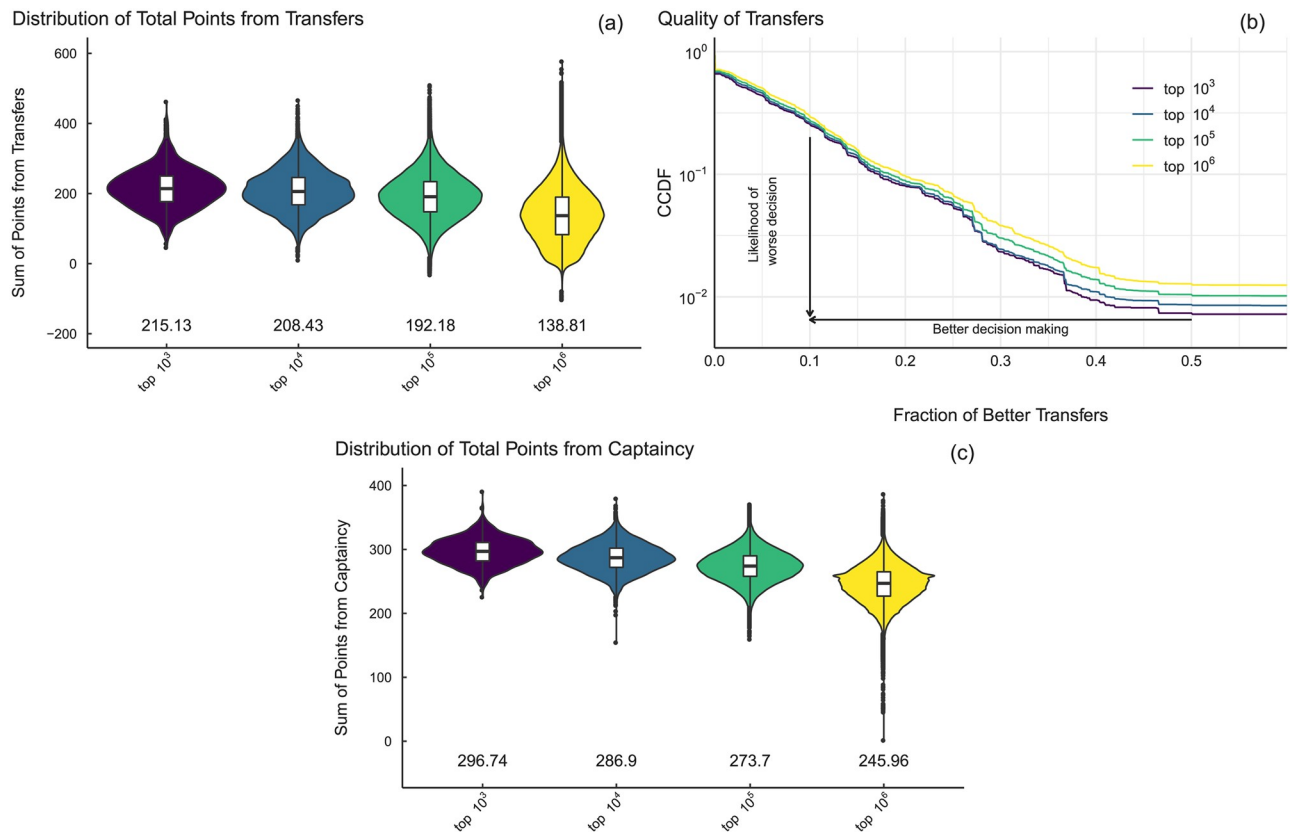 Distribution of Total Points from Transfers
(a)
Sum of Points from Transfers
600
400
200
0
−200
215.13
208.43
192.18
138.81
top 10³
top 10⁴
top 10⁵
top 10⁶
Quality of Transfers
(b)
CCDF
10⁰
10⁻¹
10⁻²
top 10³
top 10⁴
top 10⁵
top 10⁶
Likelihood of
worse decision
Better decision making
0.0
0.1
0.2
0.3
0.4
0.5
Fraction of Better Transfers
Distribution of Total Points from Captaincy
(c)
Sum of Points from Captaincy
400
300
200
100
0
296.74
286.9
273.7
245.96
top 10³
top 10⁴
top 10⁵
top 10⁶